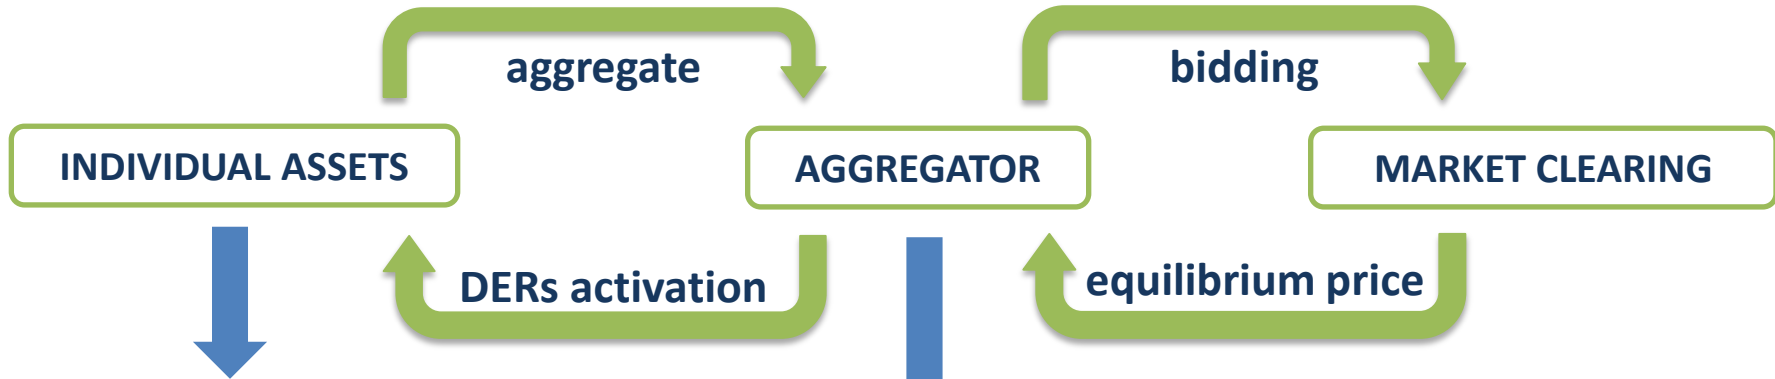 aggregate
bidding
INDIVIDUAL ASSETS
AGGREGATOR
MARKET CLEARING
DERs activation
equilibrium price